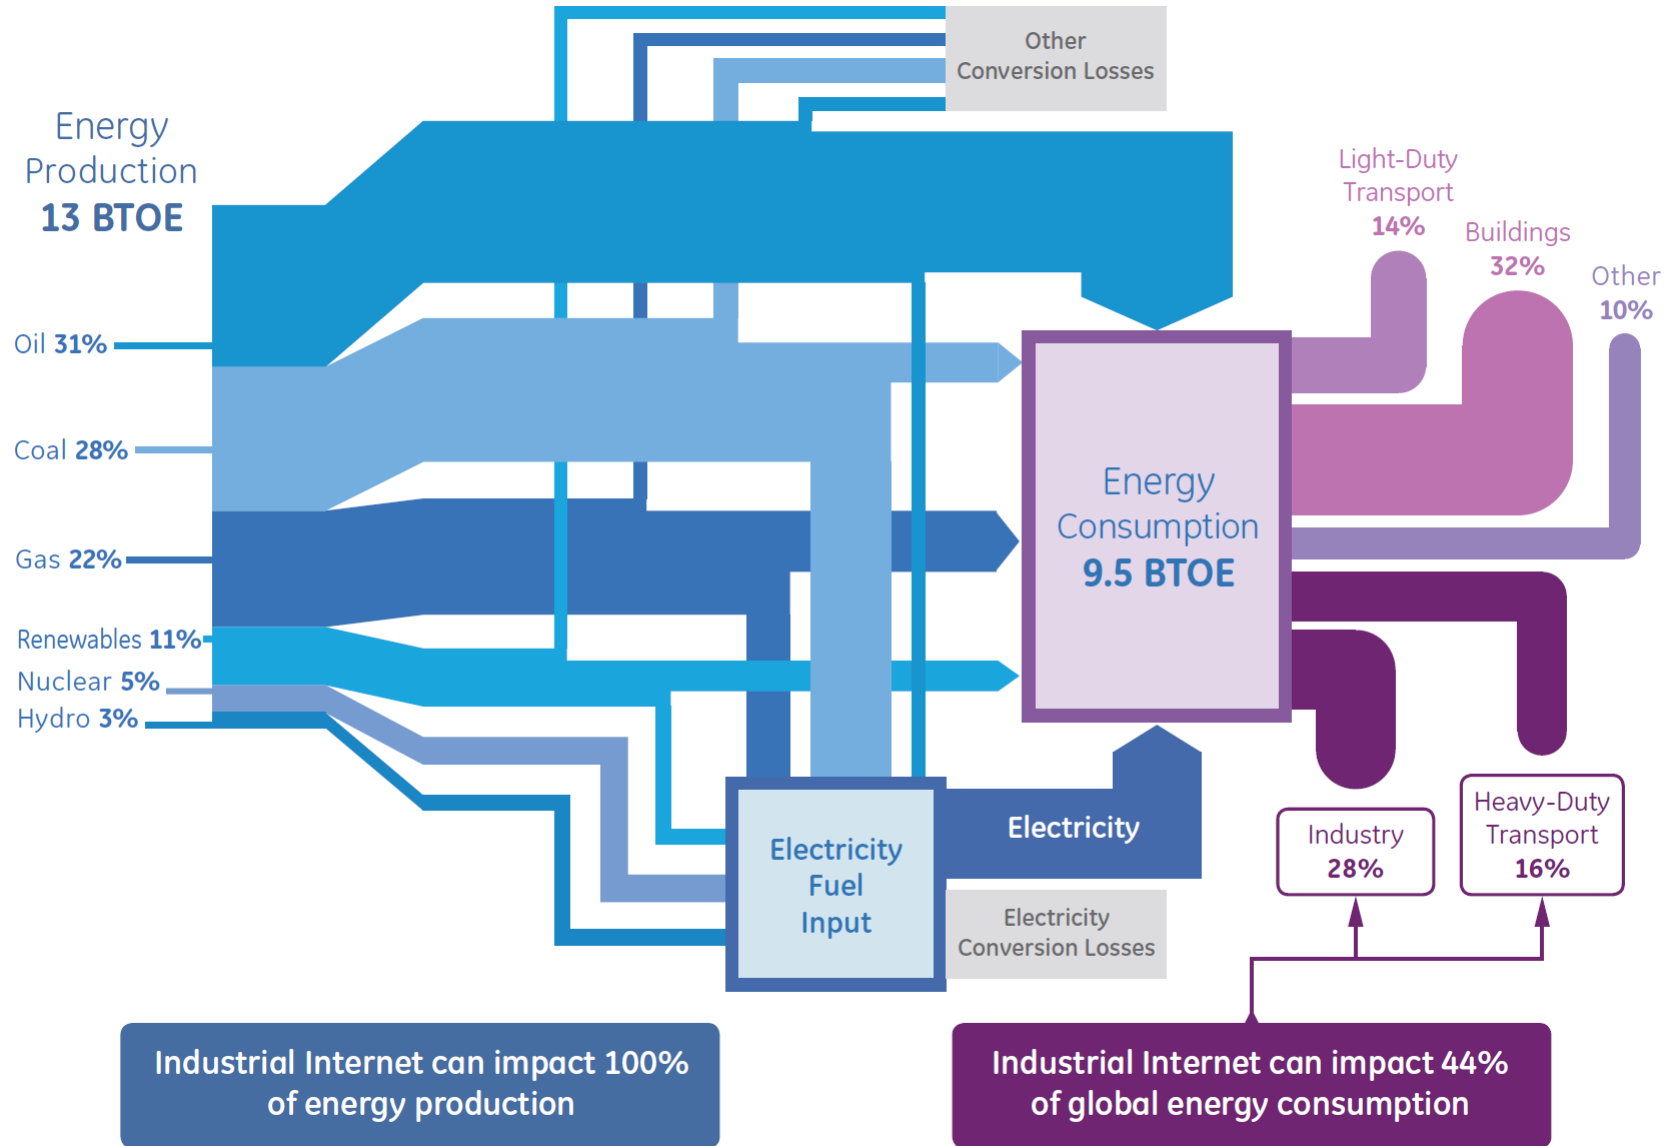 Other
Conversion Losses
Energy
Production
13 BTOE
Light-Duty
Transport
14%
Buildings
32%
Other
10%
Oil 31%
Coal 28%
Gas 22%
Renewables 11%
Nuclear 5%
Hydro 3%
Energy
Consumption
9.5 BTOE
Electricity
Fuel
Input
Electricity
Electricity
Conversion Losses
Industry
28%
Heavy-Duty
Transport
16%
Industrial Internet can impact 100%
of energy production
Industrial Internet can impact 44%
of global energy consumption